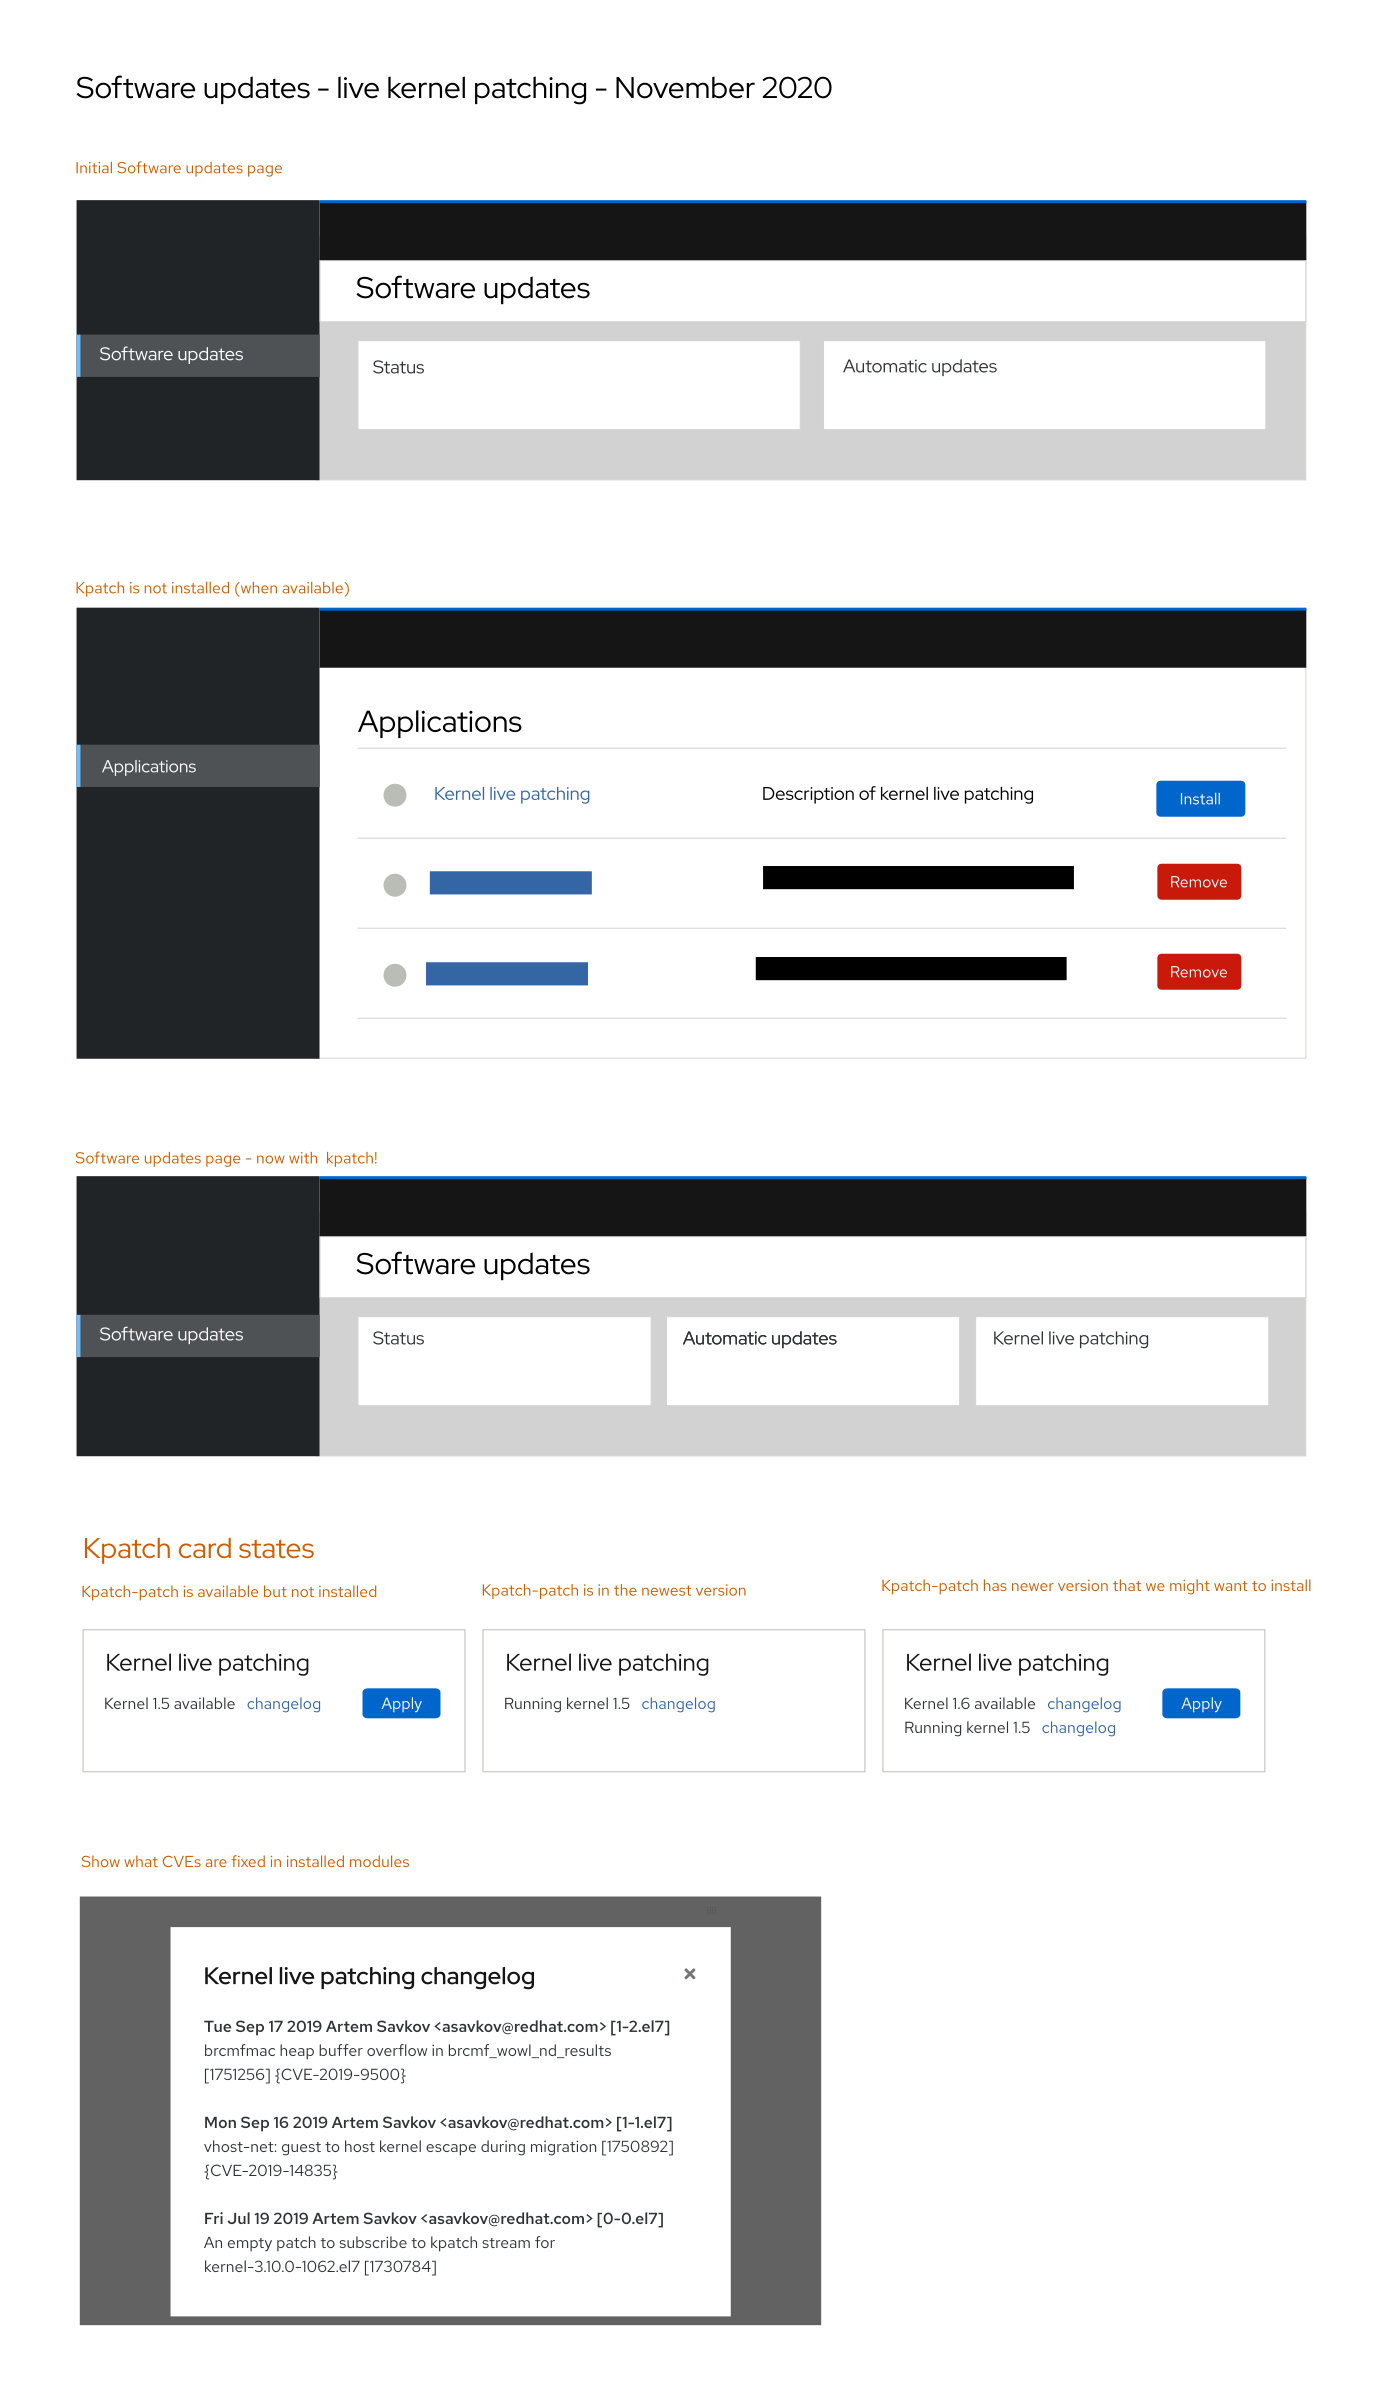 Software updates - live kernel patching - November 2020
Initial Software updates page
Software updates
Software updates
Status
Automatic updates
Kpatch is not installed (when available)
Applications
Applications
Kernel live patching
Description of kernel live patching
Install
Remove
Remove
Software updates page - now with  kpatch!
Software updates
Software updates
Status
Automatic updates
Kernel live patching
Kpatch card states
Kpatch-patch is available but not installed
Kernel live patching
Kernel 1.5 available changelog
Apply
Kpatch-patch is in the newest version
Kernel live patching
Running kernel 1.5 changelog
Kpatch-patch has newer version that we might want to install
Kernel live patching
Kernel 1.6 available changelog
Apply
Running kernel 1.5 changelog
Show what CVEs are fixed in installed modules
Kernel live patching changelog
Tue Sep 17 2019 Artem Savkov <asavkov@redhat.com> [1-2.el7]
brcmfmac heap buffer overflow in brcmf_wowl_nd_results
[1751256] {CVE-2019-9500}
Mon Sep 16 2019 Artem Savkov <asavkov@redhat.com> [1-1.el7]
vhost-net: guest to host kernel escape during migration [1750892]
{CVE-2019-14835}
Fri Jul 19 2019 Artem Savkov <asavkov@redhat.com> [0-0.el7]
An empty patch to subscribe to kpatch stream for
kernel-3.10.0-1062.el7 [1730784]